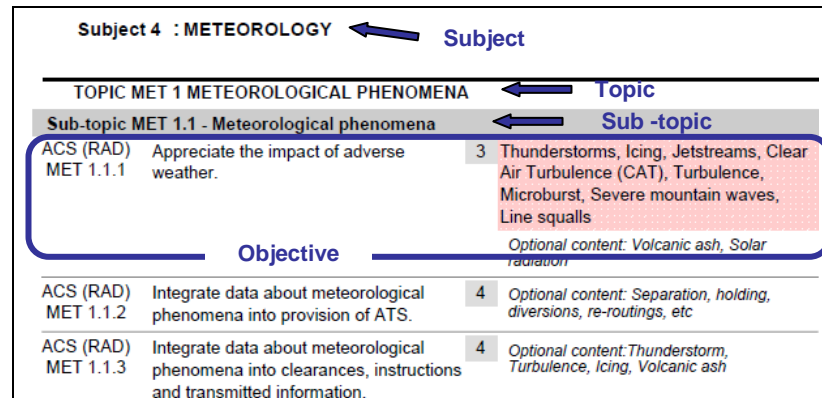 Subject 4 : METEOROLOGY
Subject
TOPIC MET 1 METEOROLOGICAL PHENOMENA
Topic
Sub-topic MET 1.1 - Meteorological phenomena
Sub -topic
ACS (RAD)
MET 1.1.1
Appreciate the impact of adverse
weather.
3
Thunderstorms, Icing, Jetstreams, Clear
Air Turbulence (CAT), Turbulence,
Microburst, Severe mountain waves,
Line squalls
Optional content: Volcanic ash, Solar
radiation
Objective
ACS (RAD)
MET 1.1.2
Integrate data about meteorological
phenomena into provision of ATS.
4
Optional content: Separation, holding,
diversions, re-routings, etc
ACS (RAD)
MET 1.1.3
Integrate data about meteorological
phenomena into clearances, instructions
and transmitted information.
4
Optional content:Thunderstorm,
Turbulence, Icing, Volcanic ash